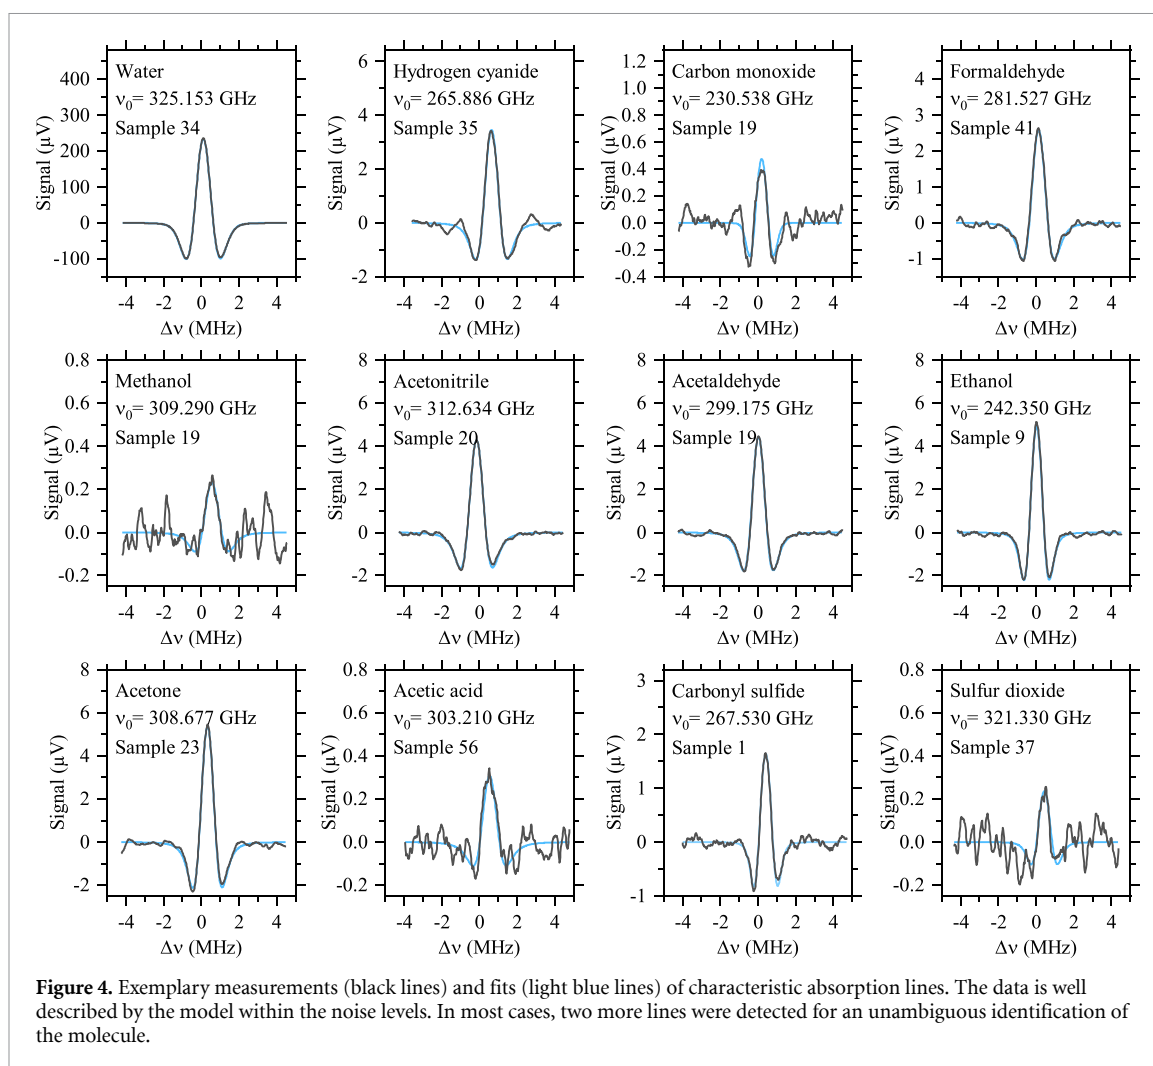 Water
ν0= 325.153 GHz
Sample 34
Signal (μV)
400
300
200
100
0
-100
-4 -2 0 2 4
Δν (MHz)
Hydrogen cyanide
ν0= 265.886 GHz
Sample 35
Signal (μV)
6
4
2
0
-2
-4 -2 0 2 4
Δν (MHz)
Carbon monoxide
ν0= 230.538 GHz
Sample 19
Signal (μV)
1.2
1.0
0.8
0.6
0.4
0.2
0.0
-0.2
-0.4
-4 -2 0 2 4
Δν (MHz)
Formaldehyde
ν0= 281.527 GHz
Sample 41
Signal (μV)
4
3
2
1
0
-1
-4 -2 0 2 4
Δν (MHz)
Methanol
ν0= 309.290 GHz
Sample 19
Signal (μV)
0.8
0.6
0.4
0.2
0.0
-0.2
-4 -2 0 2 4
Δν (MHz)
Acetonitrile
ν0= 312.634 GHz
Sample 20
Signal (μV)
8
6
4
2
0
-2
-4 -2 0 2 4
Δν (MHz)
Acetaldehyde
ν0= 299.175 GHz
Sample 19
Signal (μV)
8
6
4
2
0
-2
-4 -2 0 2 4
Δν (MHz)
Ethanol
ν0= 242.350 GHz
Sample 9
Signal (μV)
8
6
4
2
0
-2
-4 -2 0 2 4
Δν (MHz)
Acetone
ν0= 308.677 GHz
Sample 23
Signal (μV)
8
6
4
2
0
-2
-4 -2 0 2 4
Δν (MHz)
Acetic acid
ν0= 303.210 GHz
Sample 56
Signal (μV)
0.8
0.6
0.4
0.2
0.0
-0.2
-4 -2 0 2 4
Δν (MHz)
Carbonyl sulfide
ν0= 267.530 GHz
Sample 1
Signal (μV)
3
2
1
0
-1
-4 -2 0 2 4
Δν (MHz)
Sulfur dioxide
ν0= 321.330 GHz
Sample 37
Signal (μV)
0.8
0.6
0.4
0.2
0.0
-0.2
-4 -2 0 2 4
Δν (MHz)
Figure 4. Exemplary measurements (black lines) and fits (light blue lines) of characteristic absorption lines. The data is well
described by the model within the noise levels. In most cases, two more lines were detected for an unambiguous identification of
the molecule.